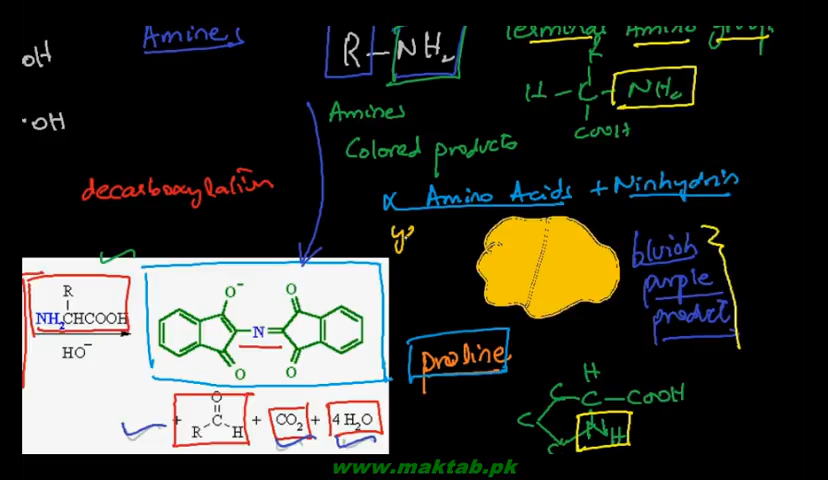 Amines
R-NH2
Terminal Amino group
OH
R
H-C-NH2
COOH
Amines
OH
Colored products
decarboxylation
α Amino Acids + Ninhydrin
bluish
purple
product
R
NH2CHCOOH
HO-
O-
O
N
O
O
proline
H
C C-COOH
C
C NH
O
+ R C H + CO2 + 4 H2O
www.maktab.pk